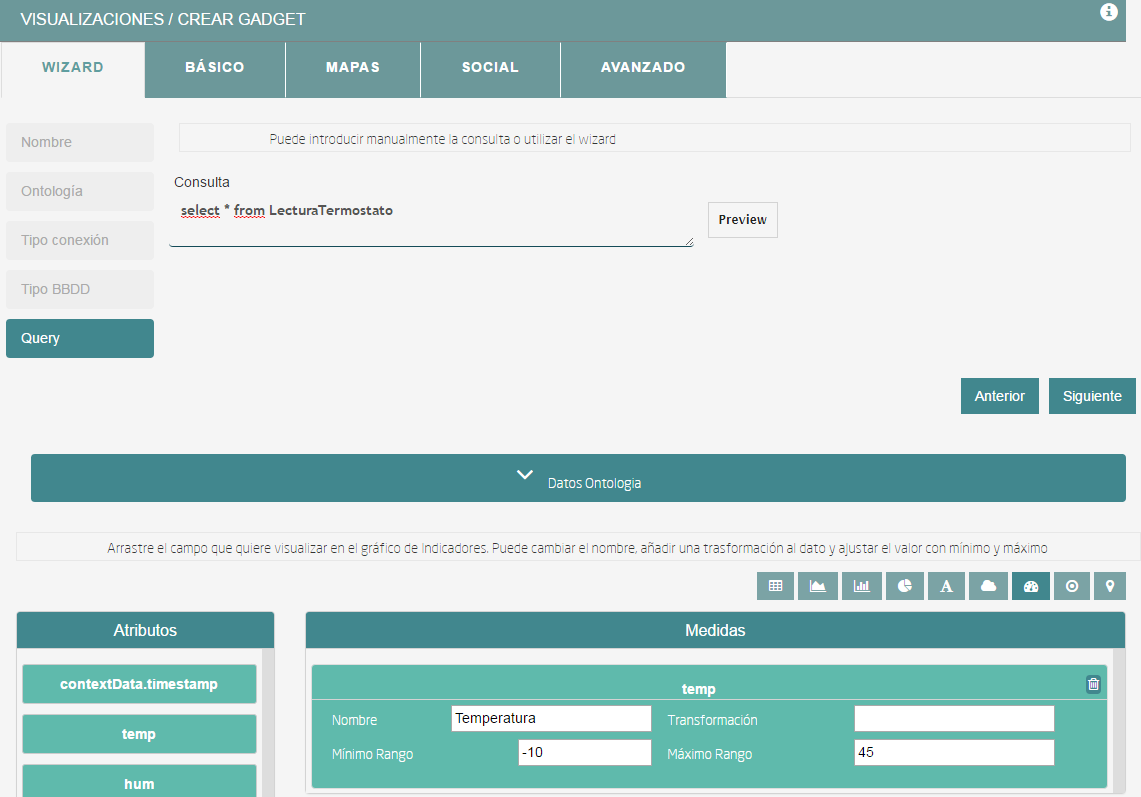 VISUALIZACIONES / CREAR GADGET
WIZARD
BÁSICO
MAPAS
SOCIAL
AVANZADO
Nombre
Ontología
Tipo conexión
Tipo BBDD
Query
Puede introducir manualmente la consulta o utilizar el wizard
Consulta
select * from LecturaTermostato
Preview
Anterior
Siguiente
Datos Ontologia
Arrastre el campo que quiere visualizar en el gráfico de Indicadores. Puede cambiar el nombre, añadir una trasformación al dato y ajustar el valor con mínimo y máximo
A
Atributos
contextData.timestamp
temp
hum
Medidas
temp
Nombre
Temperatura
Transformación
Mínimo Rango
-10
Máximo Rango
45